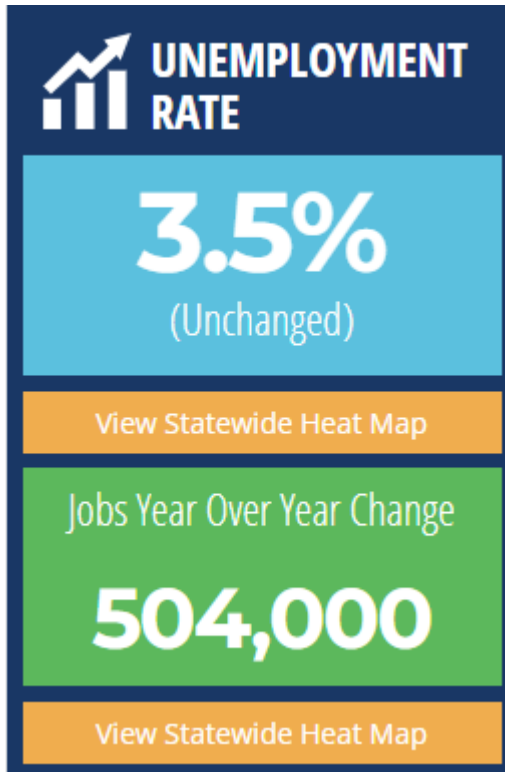 UNEMPLOYMENT
RATE
3.5%
(Unchanged)
View Statewide Heat Map
Jobs Year Over Year Change
504,000
View Statewide Heat Map